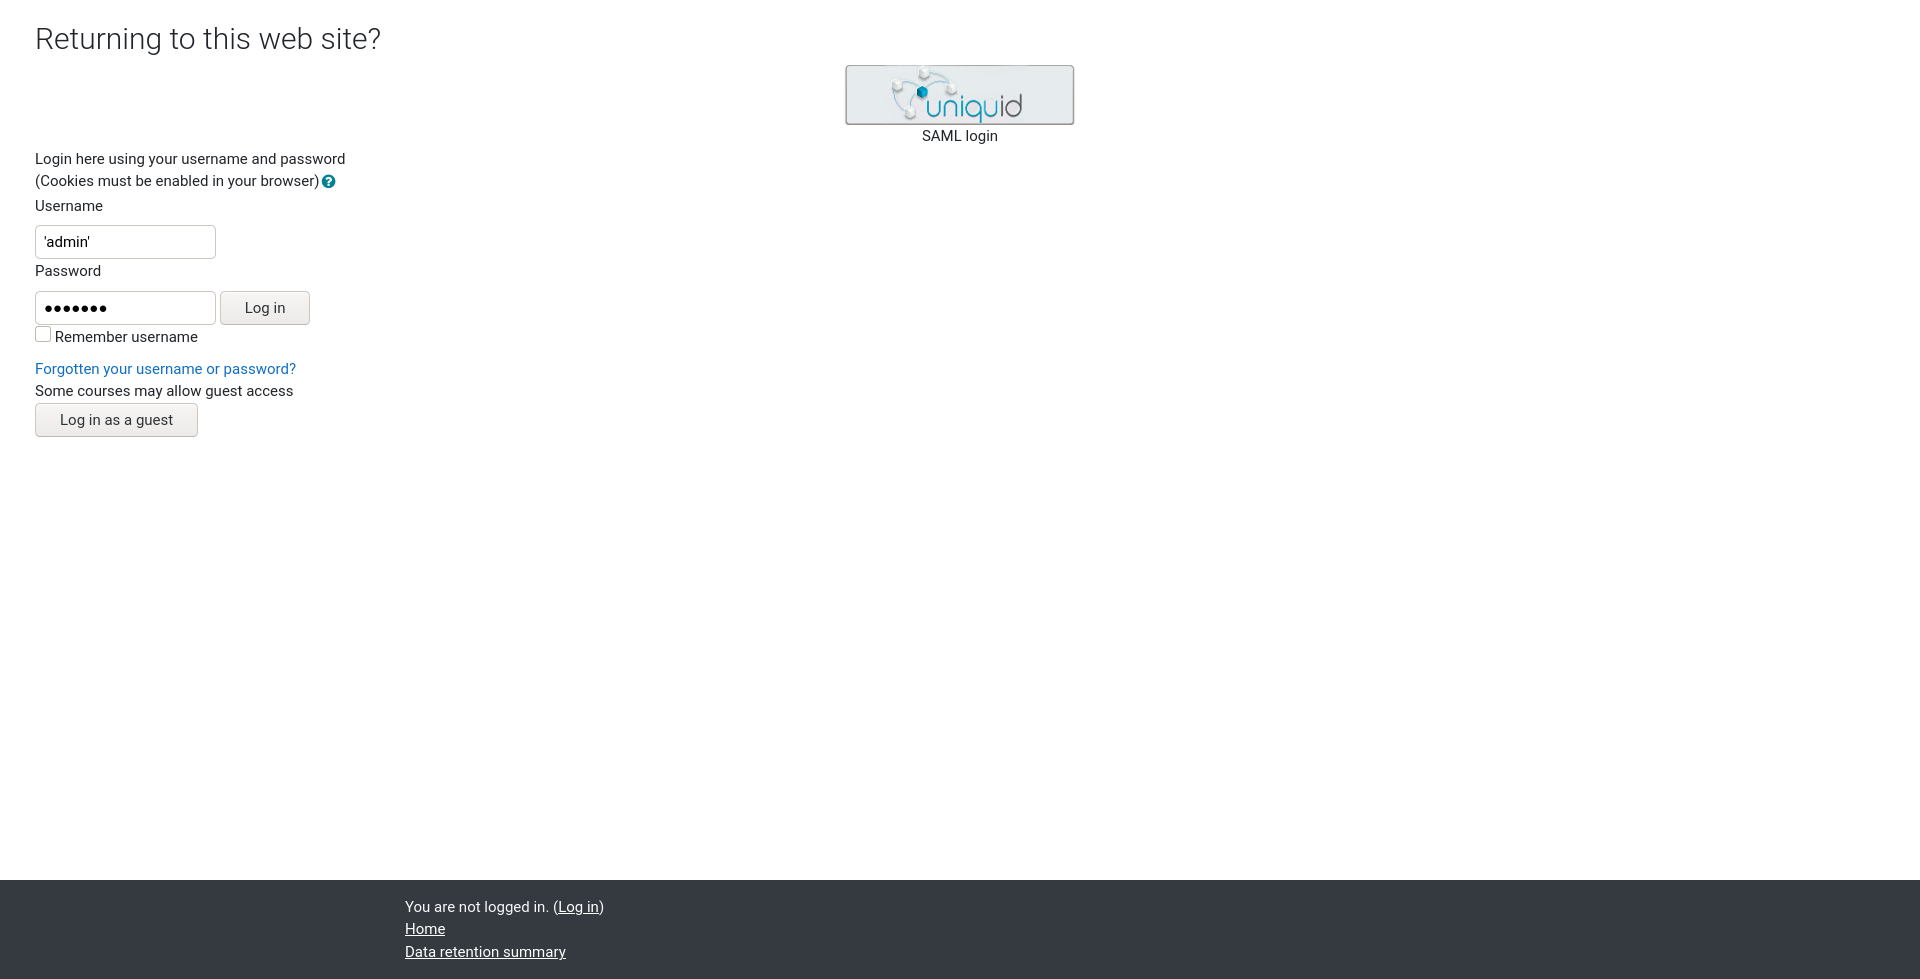 Returning to this web site?
uniquid
SAML login
Login here using your username and password
(Cookies must be enabled in your browser)
Username
'admin'
Password
●●●●●●●
Log in
Remember username
Forgotten your username or password?
Some courses may allow guest access
Log in as a guest
You are not logged in. (Log in)
Home
Data retention summary